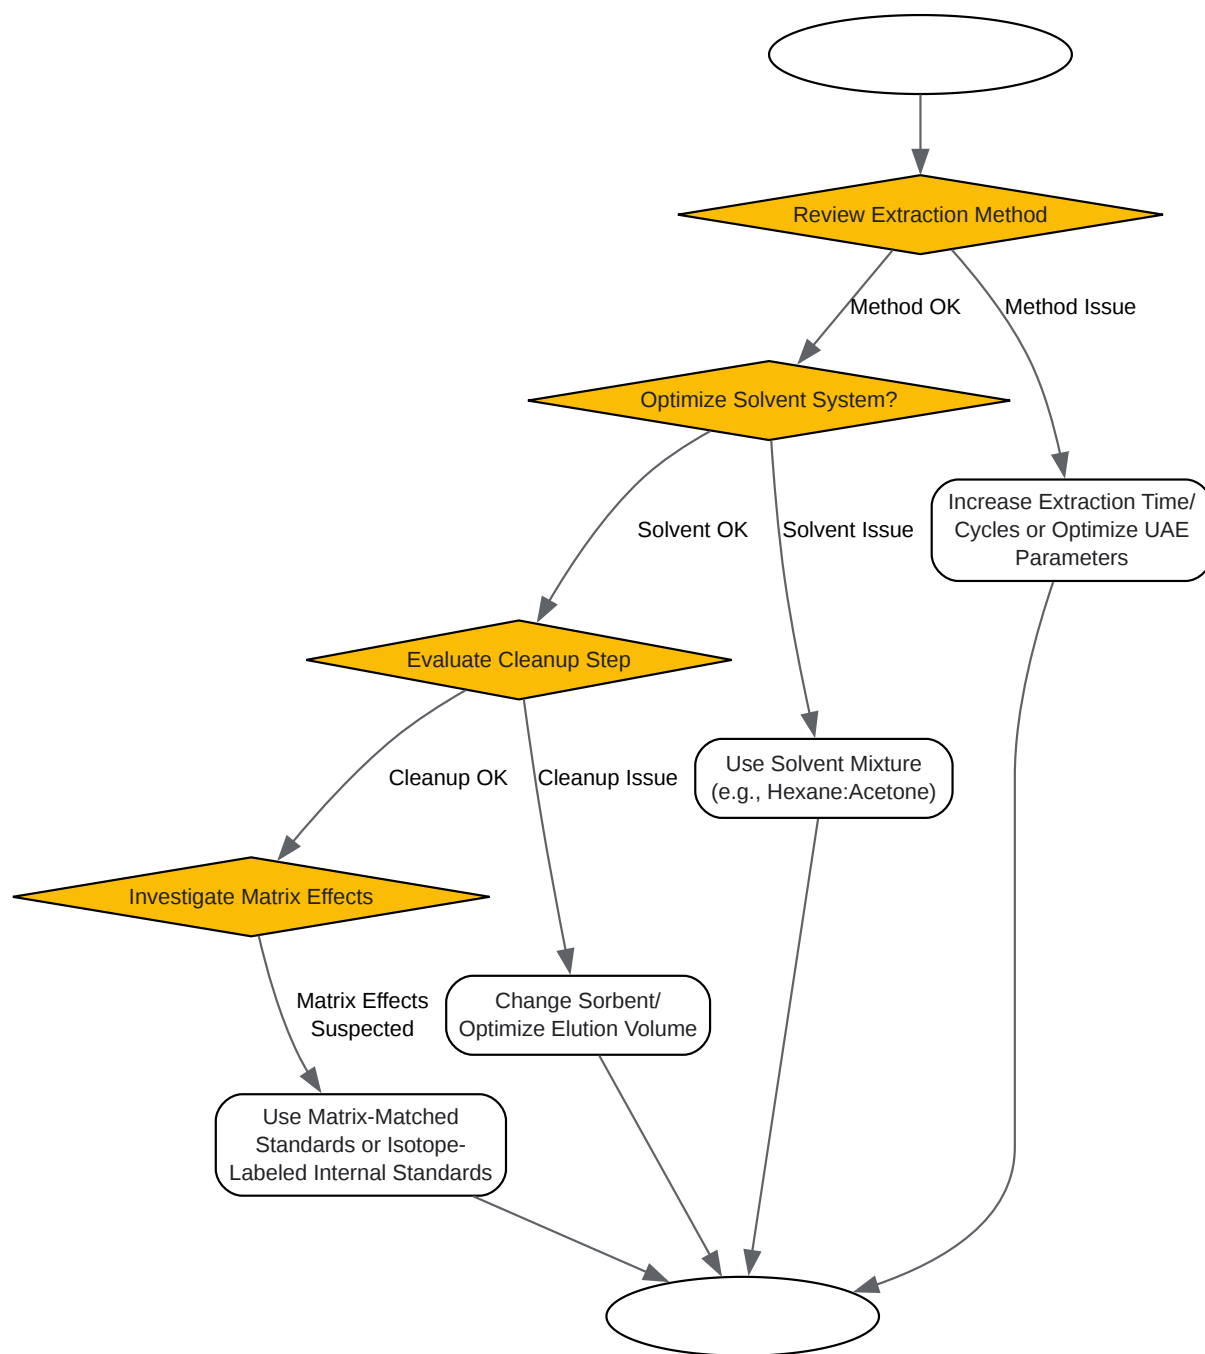 Review Extraction Method
Method OK
Method Issue
Optimize Solvent System?
Increase Extraction Time/
Cycles or Optimize UAE
Parameters
Solvent OK
Solvent Issue
Evaluate Cleanup Step
Use Solvent Mixture
(e.g., Hexane:Acetone)
Cleanup OK
Cleanup Issue
Investigate Matrix Effects
Change Sorbent/
Optimize Elution Volume
Matrix Effects
Suspected
Use Matrix-Matched
Standards or Isotope-
Labeled Internal Standards